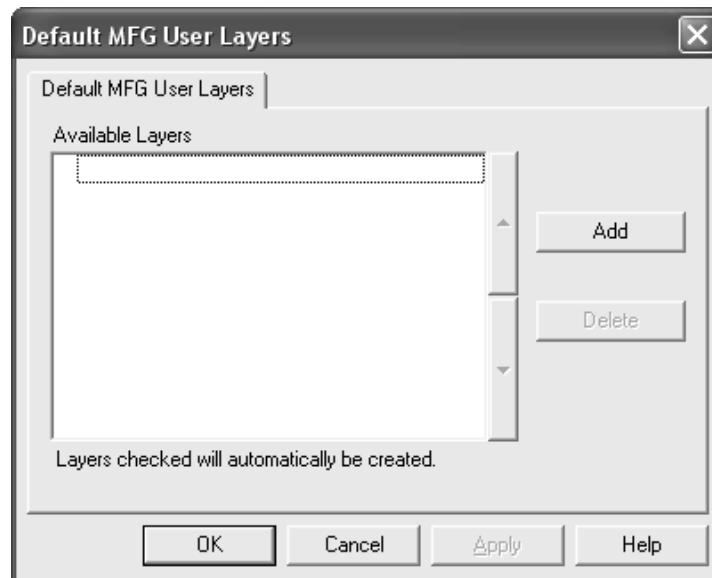 Default MFG User Layers
Default MFG User Layers
Available Layers
Add
Delete
Layers checked will automatically be created.
OK Cancel Apply Help